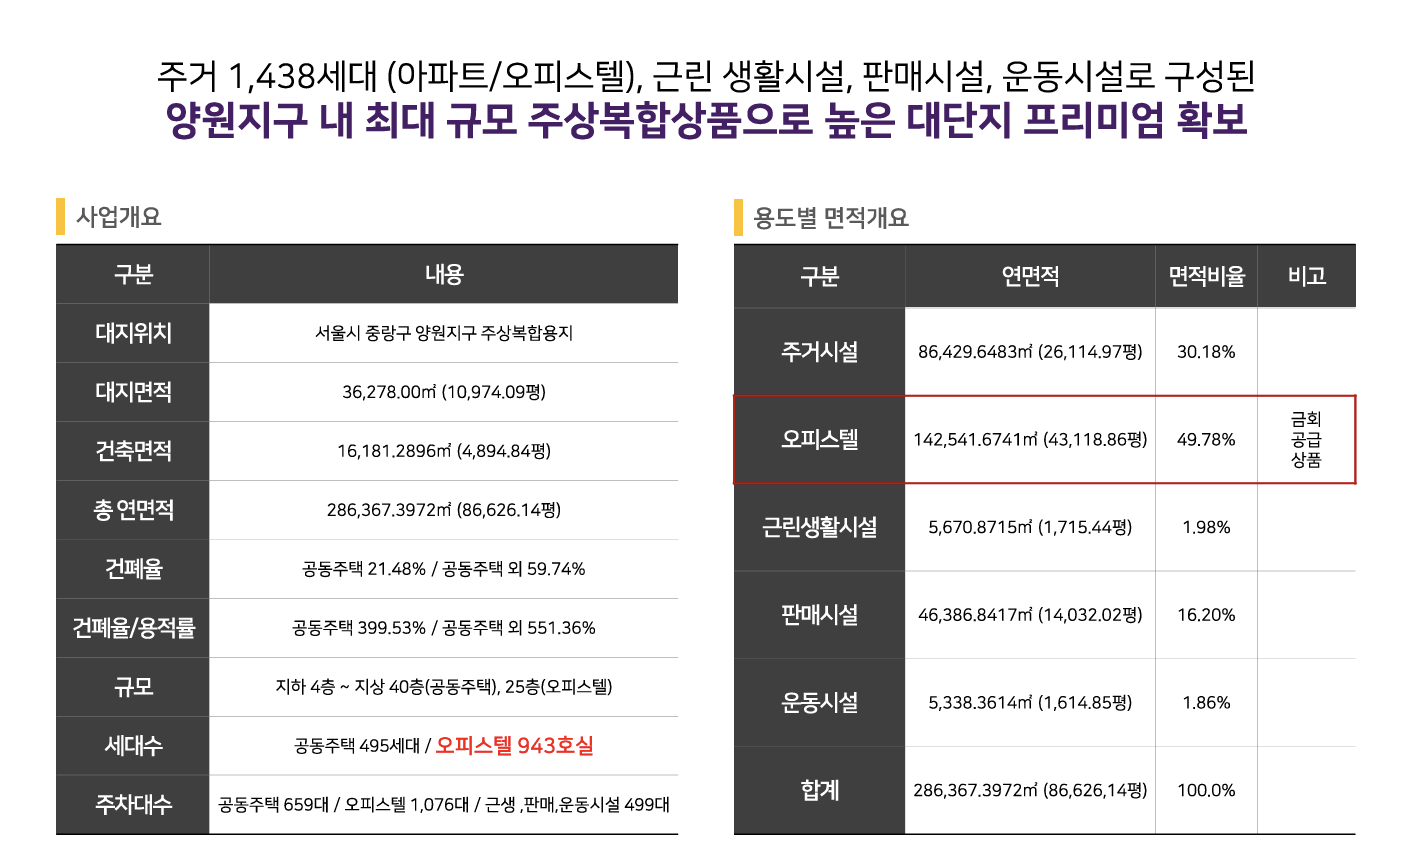 주거 1,438세대 (아파트/오피스텔), 근린 생활시설, 판매시설, 운동시설로 구성된
양원지구 내 최대 규모 주상복합상품으로 높은 대단지 프리미엄 확보
사업개요
구분 내용
대지위치 서울시 중랑구 양원지구 주상복합용지
대지면적 36,278.00㎡ (10,974.09평)
건축면적 16,181.2896㎡ (4,894.84평)
총 연면적 286,367.3972㎡ (86,626.14평)
건폐율 공동주택 21.48% / 공동주택 외 59.74%
건폐율/용적률 공동주택 399.53% / 공동주택 외 551.36%
규모 지하 4층 ~ 지상 40층(공동주택), 25층(오피스텔)
세대수 공동주택 495세대 / 오피스텔 943호실
주차대수 공동주택 659대 / 오피스텔 1,076대 / 근생 ,판매,운동시설 499대
용도별 면적개요
구분 연면적 면적비율 비고
주거시설 86,429.6483㎡ (26,114.97평) 30.18%
오피스텔 142,541.6741㎡ (43,118.86평) 49.78% 금회
공급
상품
근린생활시설 5,670.8715㎡ (1,715.44평) 1.98%
판매시설 46,386.8417㎡ (14,032.02평) 16.20%
운동시설 5,338.3614㎡ (1,614.85평) 1.86%
합계 286,367.3972㎡ (86,626,14평) 100.0%